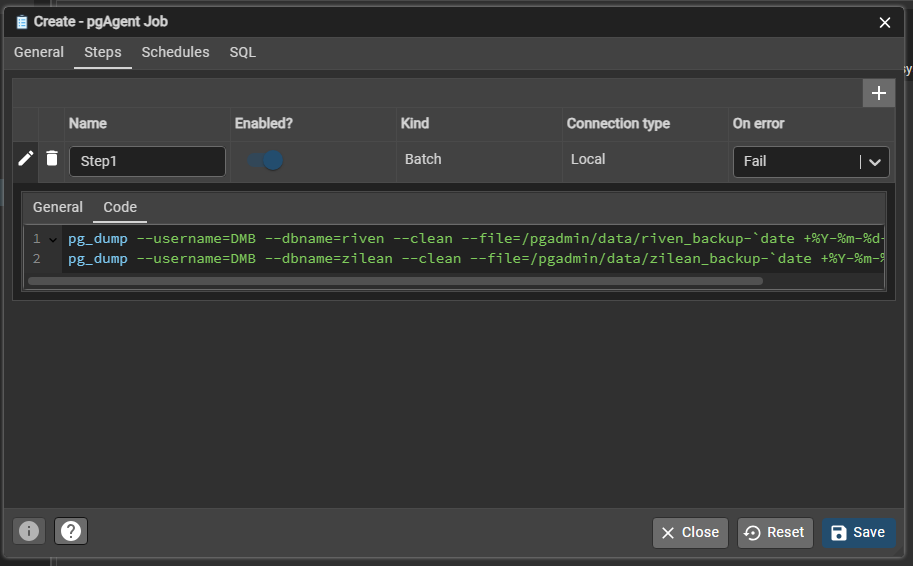 Create - pgAgent Job
General Steps Schedules SQL
Name Enabled? Kind Connection type On error
Step1 Batch Local Fail
General Code
1 pg_dump --username=DMB --dbname=riven --clean --file=/pgadmin/data/riven_backup-`date +%Y-%m-%d-
2 pg_dump --username=DMB --dbname=zilean --clean --file=/pgadmin/data/zilean_backup-`date +%Y-%m-%
Close Reset Save